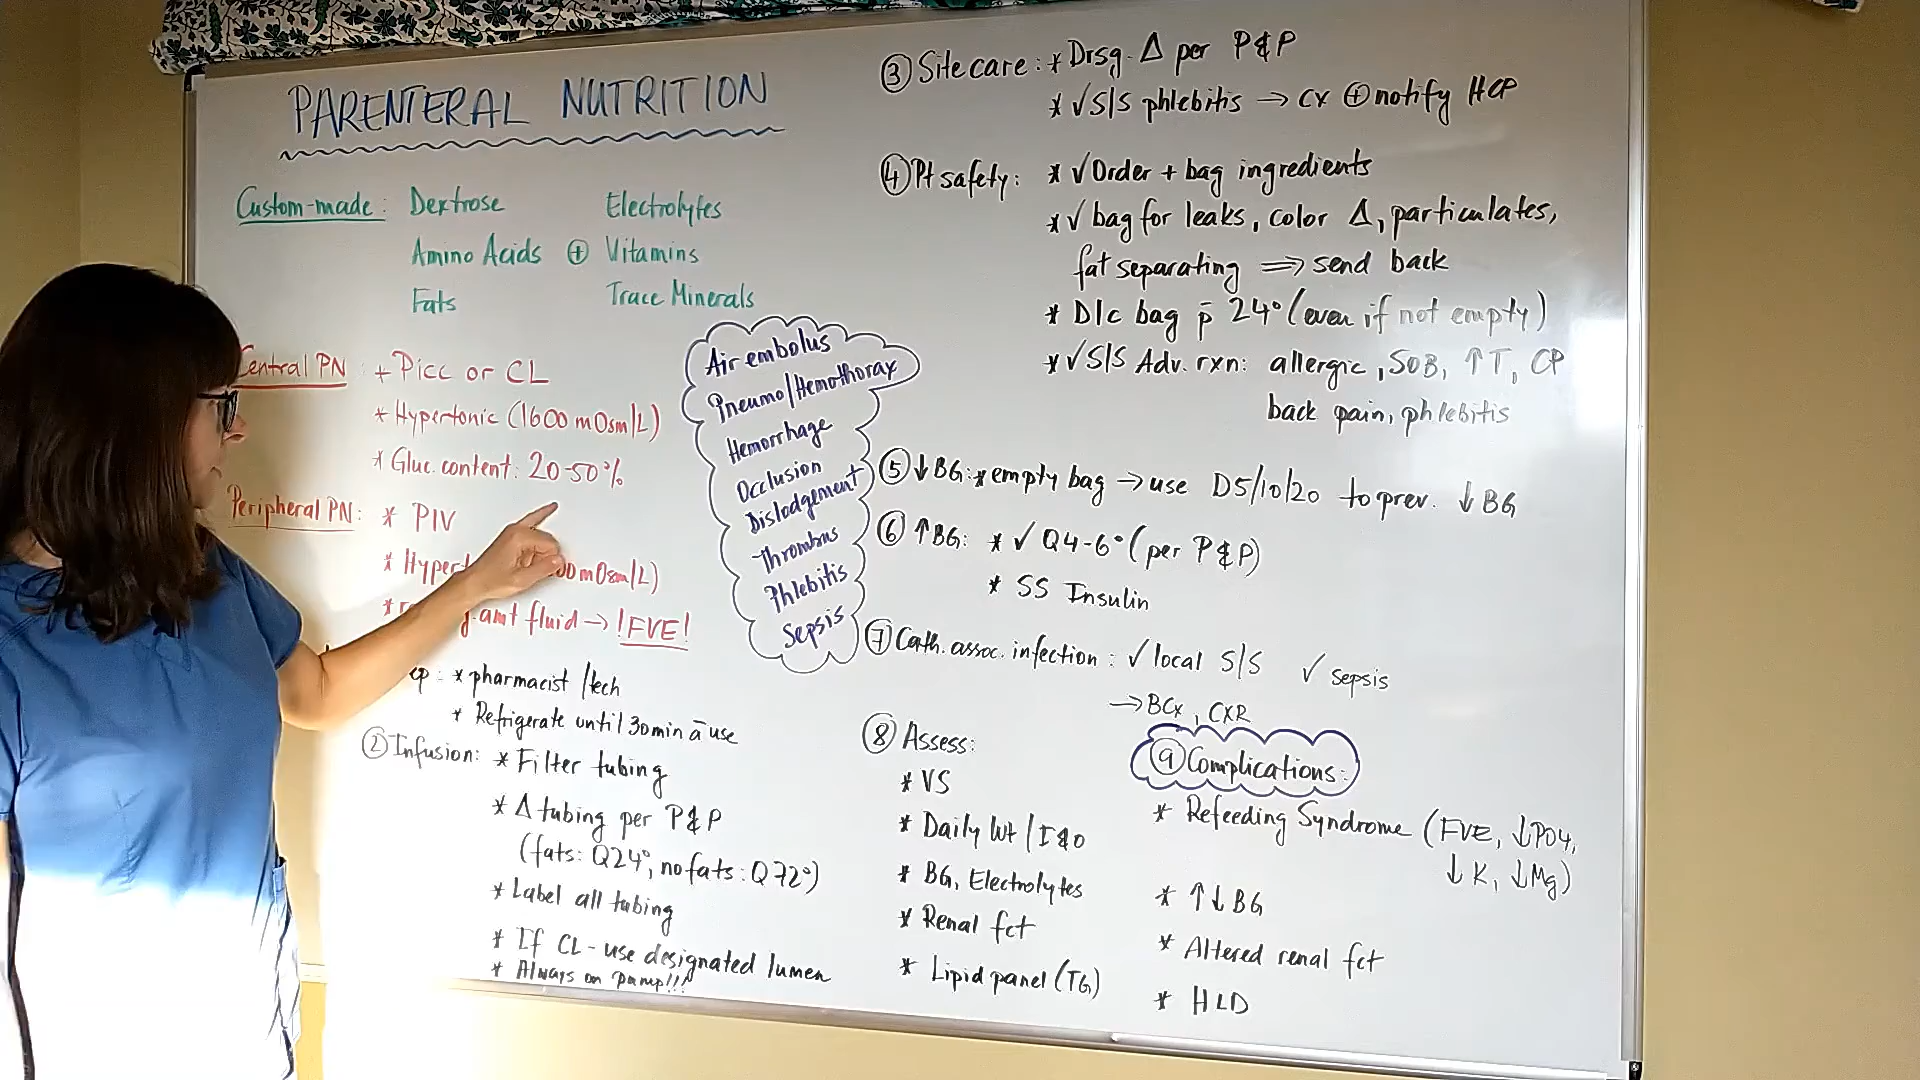 PARENTERAL NUTRITION
Custom-made: Dextrose Electrolytes
Amino Acids ⊕ Vitamins
Fats Trace Minerals
Central PN: + Picc or CL
* Hypertonic (1600 mOsm/L)
* Gluc. content: 20-50%
Peripheral PN: * PIV
* Hypert 00 mOsm/L)
* amt fluid → !FVE!
Air embolus
Pneumo/Hemothorax
Hemorrhage
Occlusion
Dislodgement
Thrombus
Phlebitis
Sepsis
* pharmacist/tech
* Refrigerate until 30min ā use
② Infusion: * Filter tubing
* Δ tubing per P&P
(fats: Q24°, no fats: Q72°)
* Label all tubing
* If CL - use designated lumen
* Always on pump!!!
③ Site care: * Drsg. Δ per P&P
* √S/S phlebitis → cx ⊕ notify HCP
④ Pt safety: * √Order + bag ingredients
* √ bag for leaks, color Δ, particulates,
fat separating ⇒ send back
* D/c bag p̄ 24° (even if not empty)
* √S/S Adv. rxn: allergic, SOB, ↑T, CP
back pain, phlebitis
⑤ ↓BG: * empty bag → use D5/10/20 to prev. ↓BG
⑥ ↑BG: * √ Q4-6° (per P&P)
* SS Insulin
⑦ Cath. assoc. infection: √ local S/S √ sepsis
→ BCx, CXR
⑧ Assess:
* VS
* Daily Wt / I&O
* BG, Electrolytes
* Renal fct
* Lipid panel (TG)
⑨ Complications:
* Refeeding Syndrome (FVE, ↓PO4,
↓K, ↓Mg)
* ↑↓BG
* Altered renal fct
* HLD